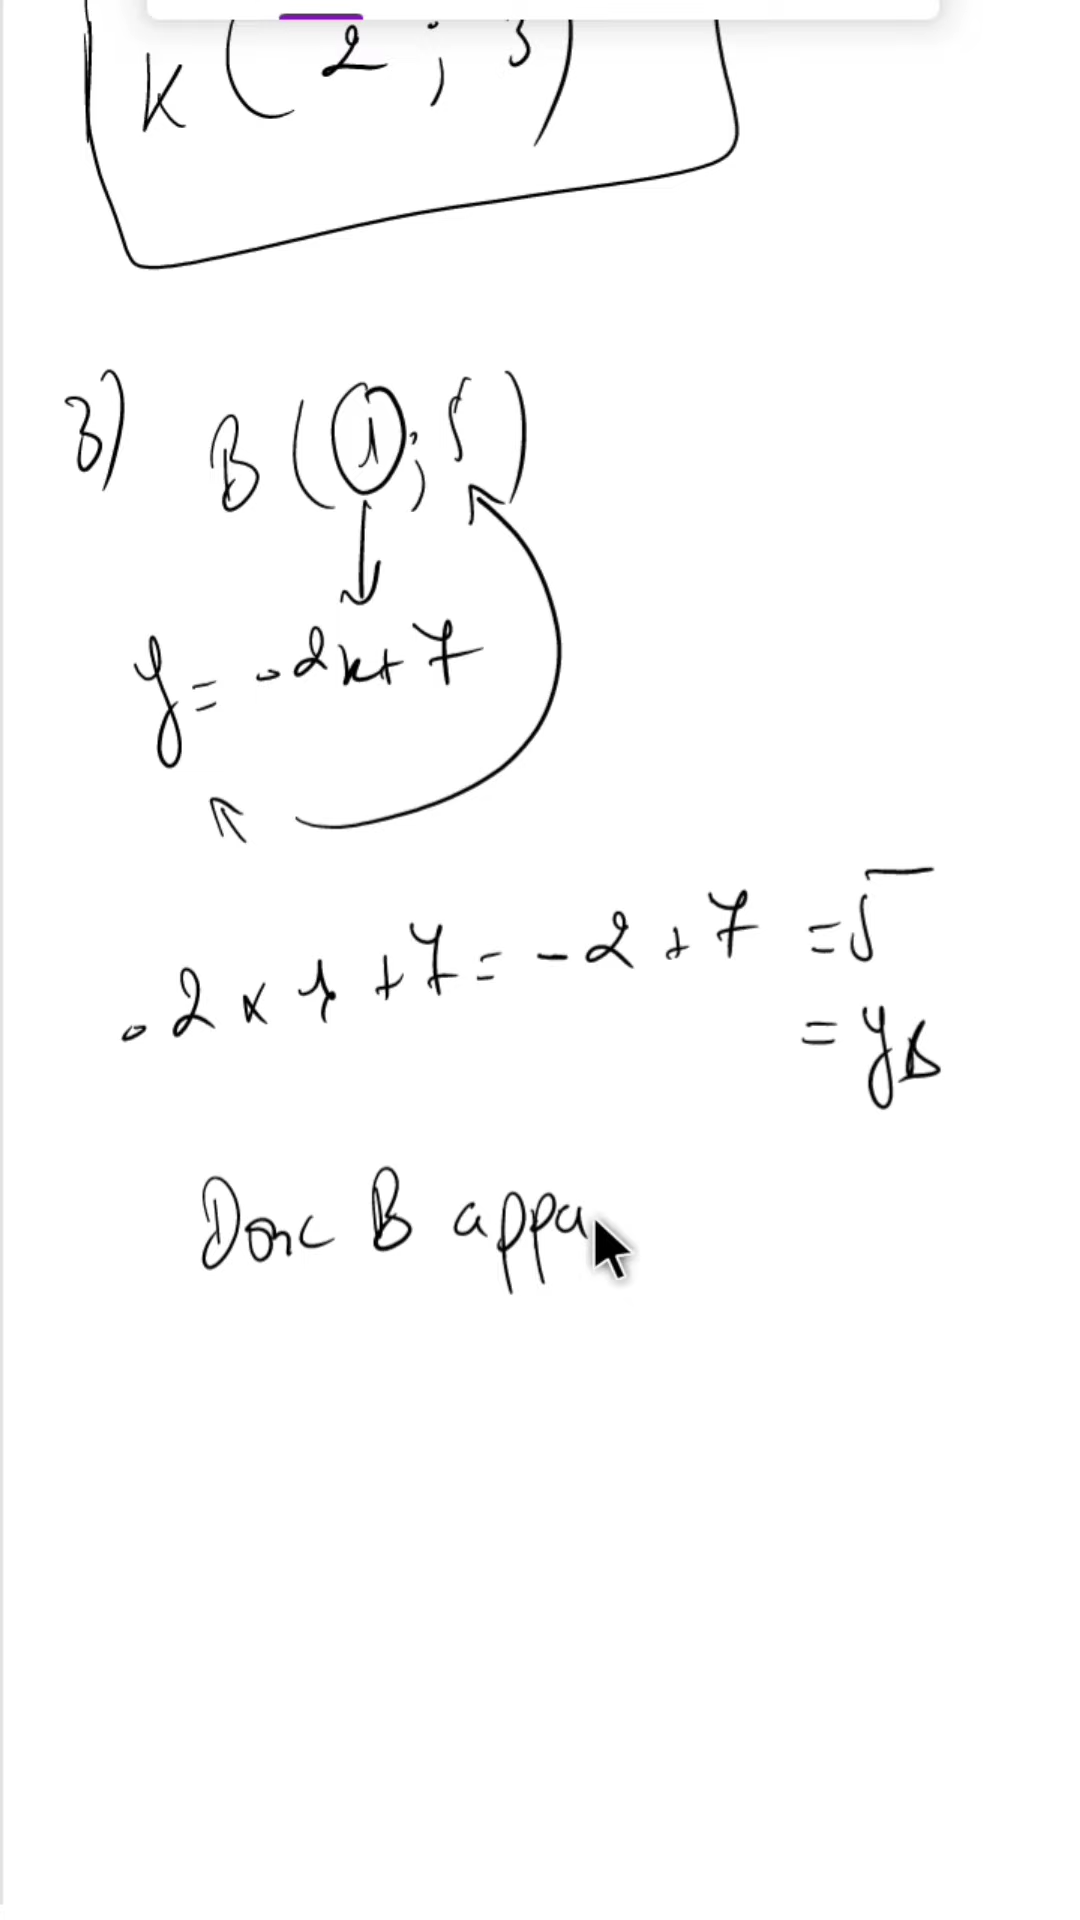 K ( 2 ; 3 )
3) B ( 1 ; 5 )
y = -2x + 7
-2 x 1 + 7 = -2 + 7 = 5
= yB
Donc B appa